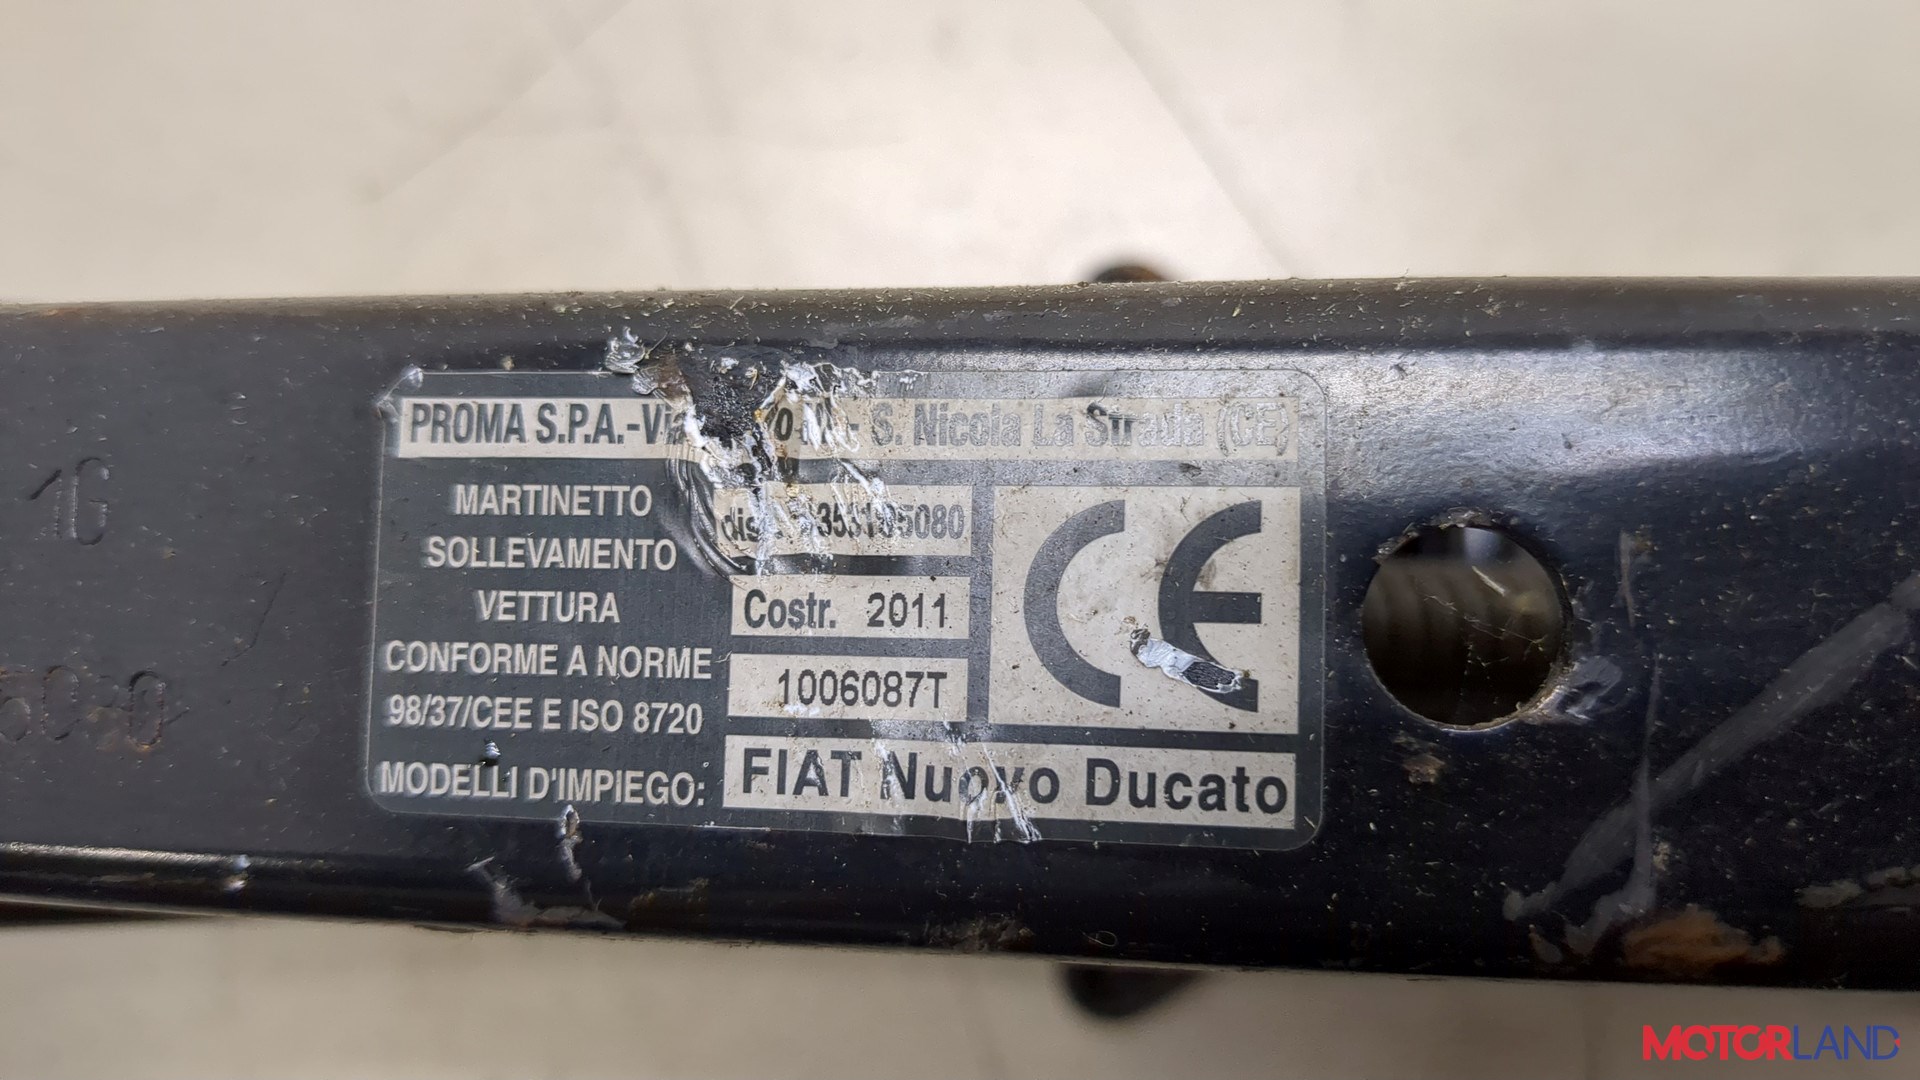 PROMA S.P.A.- S. Nicola La Strada (CE)
1G
MARTINETTO
SOLLEVAMENTO
VETTURA
CONFORME A NORME
98/37/CEE E ISO 8720
MODELLI D'IMPIEGO:
Costr. 2011
1006087T
FIAT Nuovo Ducato
CE
MOTORLAND